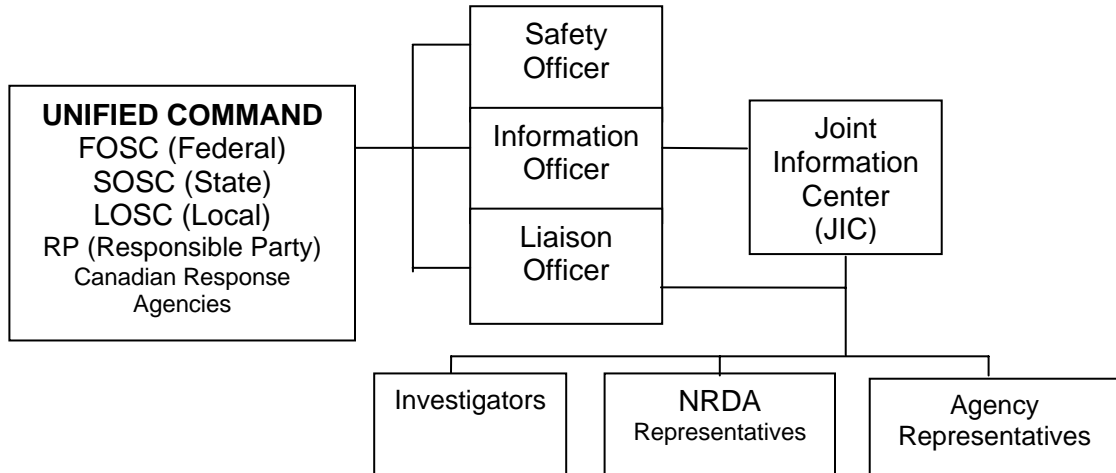 UNIFIED COMMAND
FOSC (Federal)
SOSC (State)
LOSC (Local)
RP (Responsible Party)
Canadian Response
Agencies
Safety
Officer
Information
Officer
Liaison
Officer
Joint
Information
Center
(JIC)
Investigators
NRDA
Representatives
Agency
Representatives